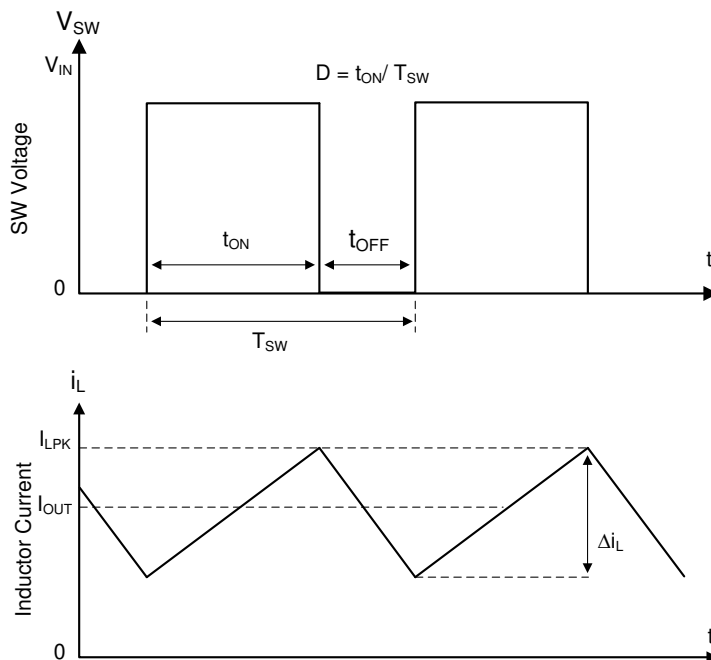 V_SW
V_IN
D = t_ON/ T_SW
SW Voltage
t_ON
t_OFF
t
0
T_SW
i_L
I_LPK
I_OUT
Inductor Current
Δi_L
0
t